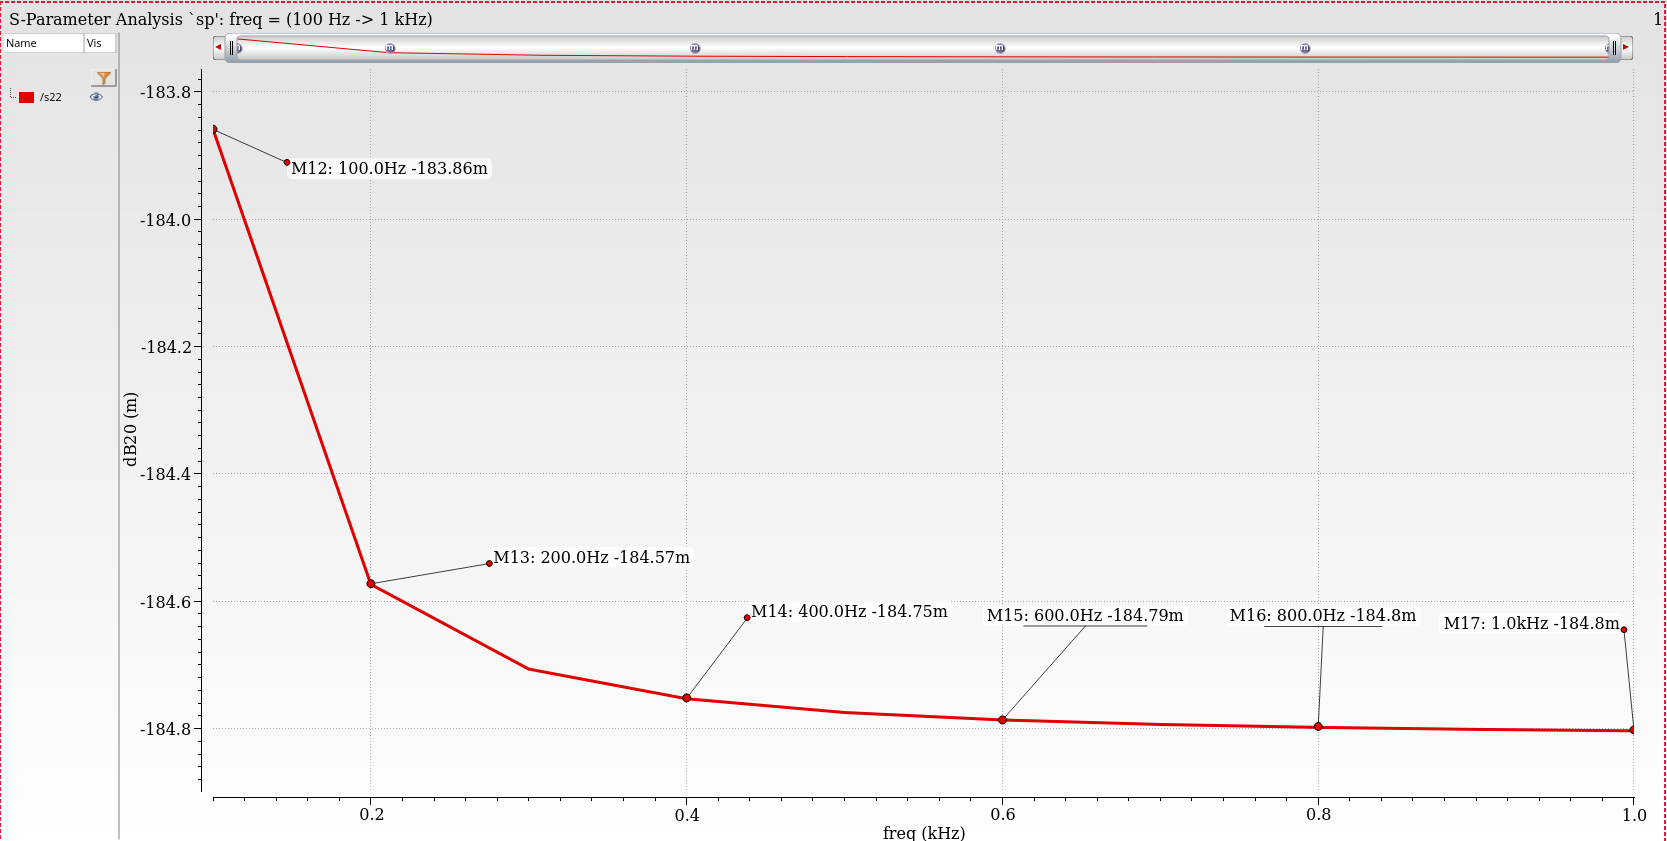 S-Parameter Analysis `sp': freq = (100 Hz -> 1 kHz)
1
Name
Vis
/s22
-183.8
-184.0
-184.2
-184.4
-184.6
-184.8
dB20 (m)
M12: 100.0Hz -183.86m
M13: 200.0Hz -184.57m
M14: 400.0Hz -184.75m
M15: 600.0Hz -184.79m
M16: 800.0Hz -184.8m
M17: 1.0kHz -184.8m
0.2
0.4
0.6
0.8
1.0
freq (kHz)